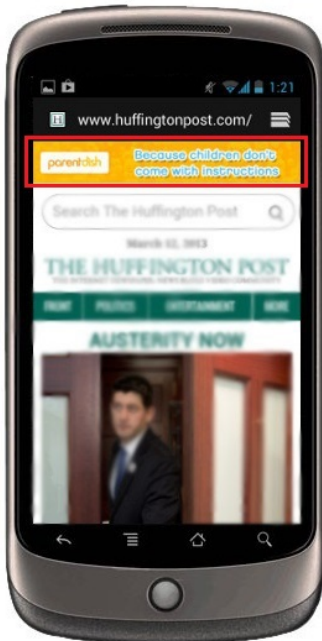 1:21
www.huffingtonpost.com/
parentdish
Because children don't
come with instructions
Search The Huffington Post
March 12, 2013
THE HUFFINGTON POST
FRONT POLITICS ENTERTAINMENT MORE
AUSTERITY NOW